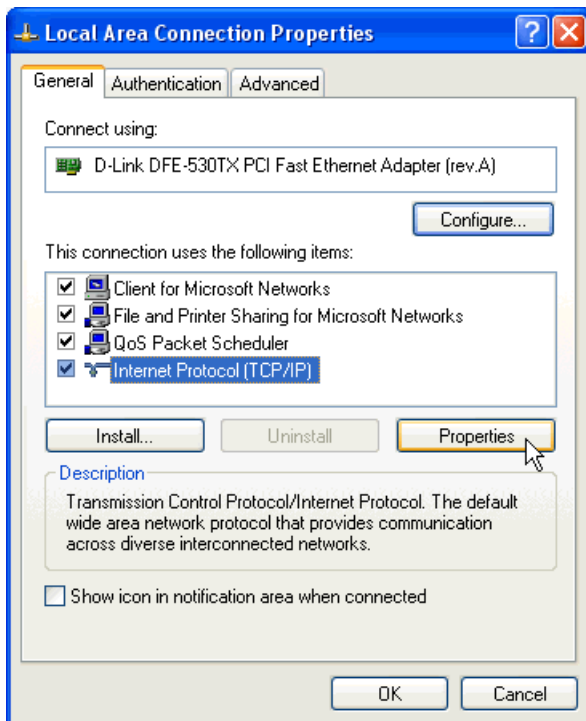 Local Area Connection Properties
General Authentication Advanced
Connect using:
D-Link DFE-530TX PCI Fast Ethernet Adapter (rev.A)
Configure...
This connection uses the following items:
Client for Microsoft Networks
File and Printer Sharing for Microsoft Networks
QoS Packet Scheduler
Internet Protocol (TCP/IP)
Install... Uninstall Properties
Description
Transmission Control Protocol/Internet Protocol. The default
wide area network protocol that provides communication
across diverse interconnected networks.
Show icon in notification area when connected
OK Cancel